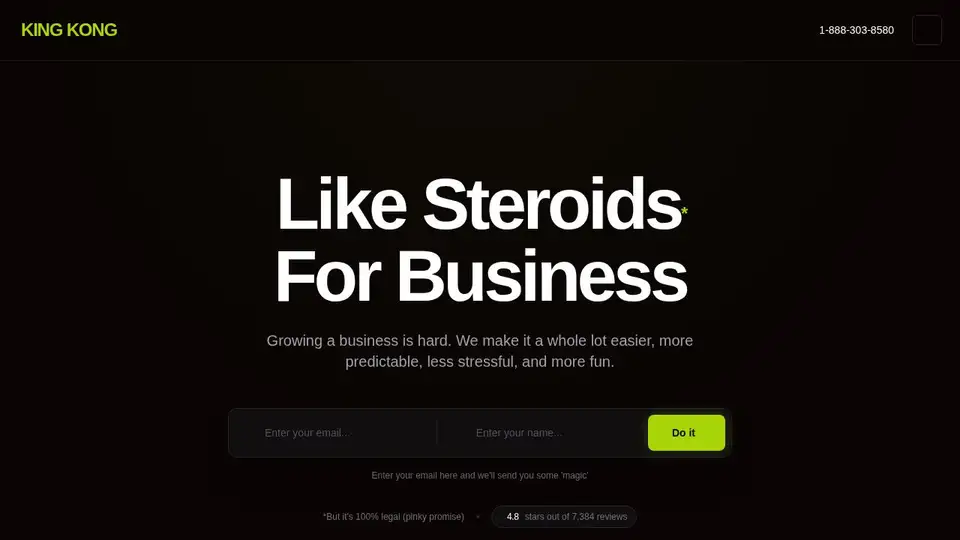 KING KONG
1-888-303-8580
Like Steroids*
For Business
Growing a business is hard. We make it a whole lot easier, more
predictable, less stressful, and more fun.
Enter your email...
Enter your name...
Do it
Enter your email here and we'll send you some 'magic'
*But it's 100% legal (pinky promise)
4.8 stars out of 7,384 reviews